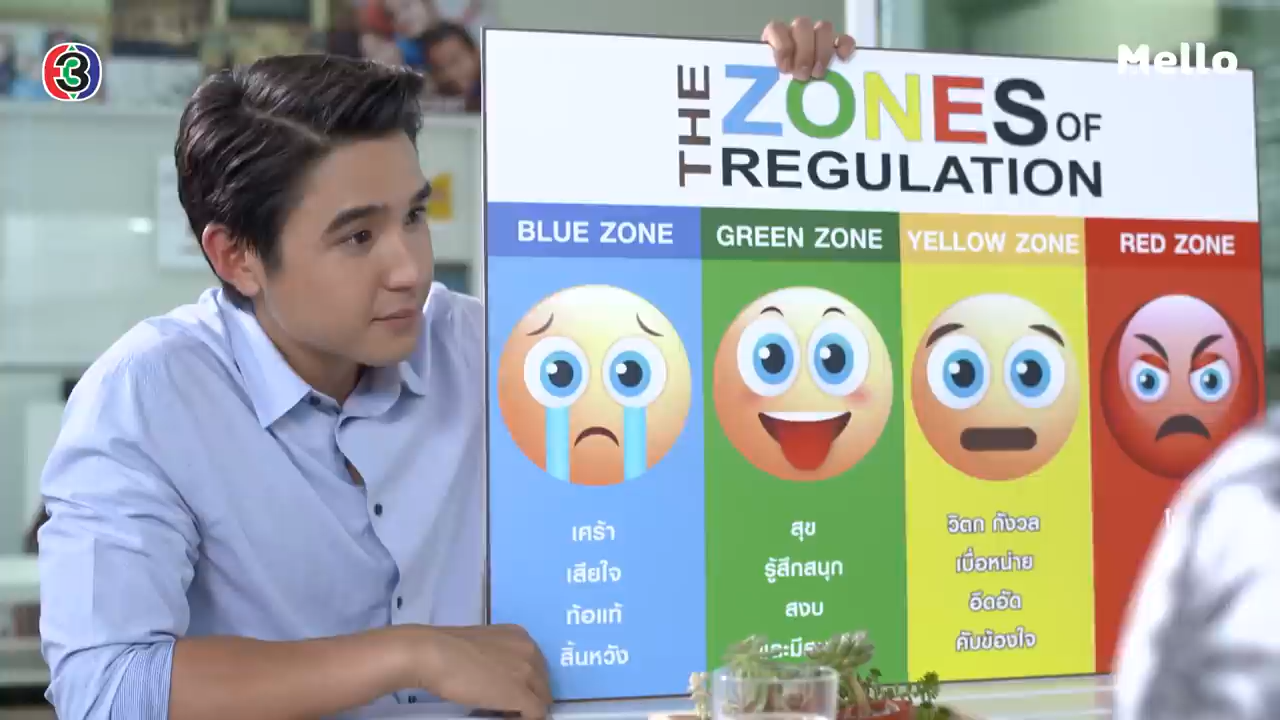 3
Mello
THE ZONES OF
REGULATION
BLUE ZONE
GREEN ZONE
YELLOW ZONE
RED ZONE
เศร้า
เสียใจ
ท้อแท้
สิ้นหวัง
สุข
รู้สึกสนุก
สงบ
วิตก กังวล
เบื่อหน่าย
อึดอัด
คับข้องใจ